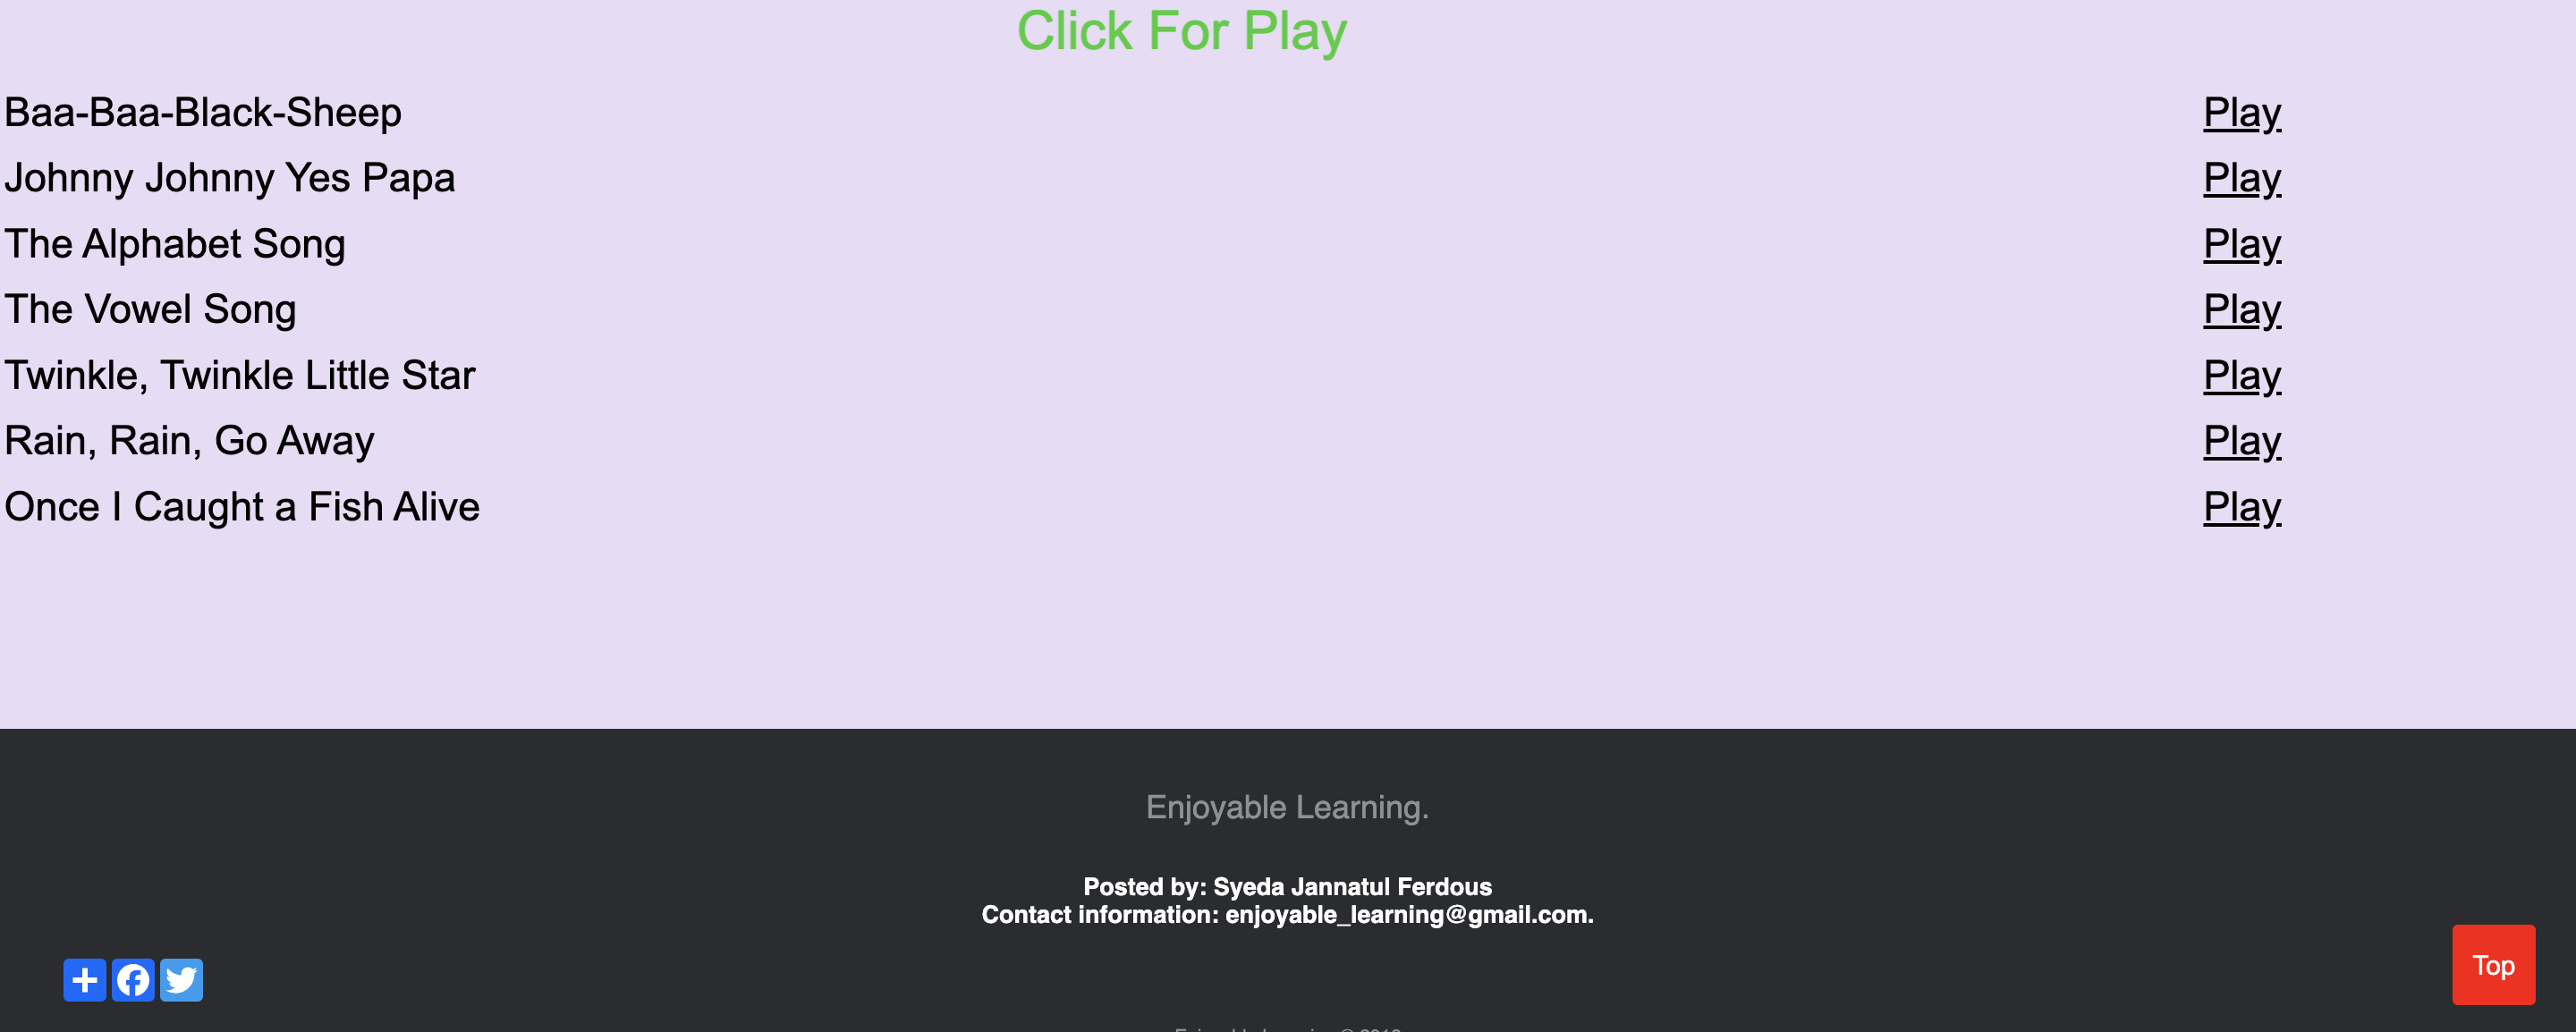 Click For Play
Baa-Baa-Black-Sheep Play
Johnny Johnny Yes Papa Play
The Alphabet Song Play
The Vowel Song Play
Twinkle, Twinkle Little Star Play
Rain, Rain, Go Away Play
Once I Caught a Fish Alive Play
Enjoyable Learning.
Posted by: Syeda Jannatul Ferdous
Contact information: enjoyable_learning@gmail.com.
Top